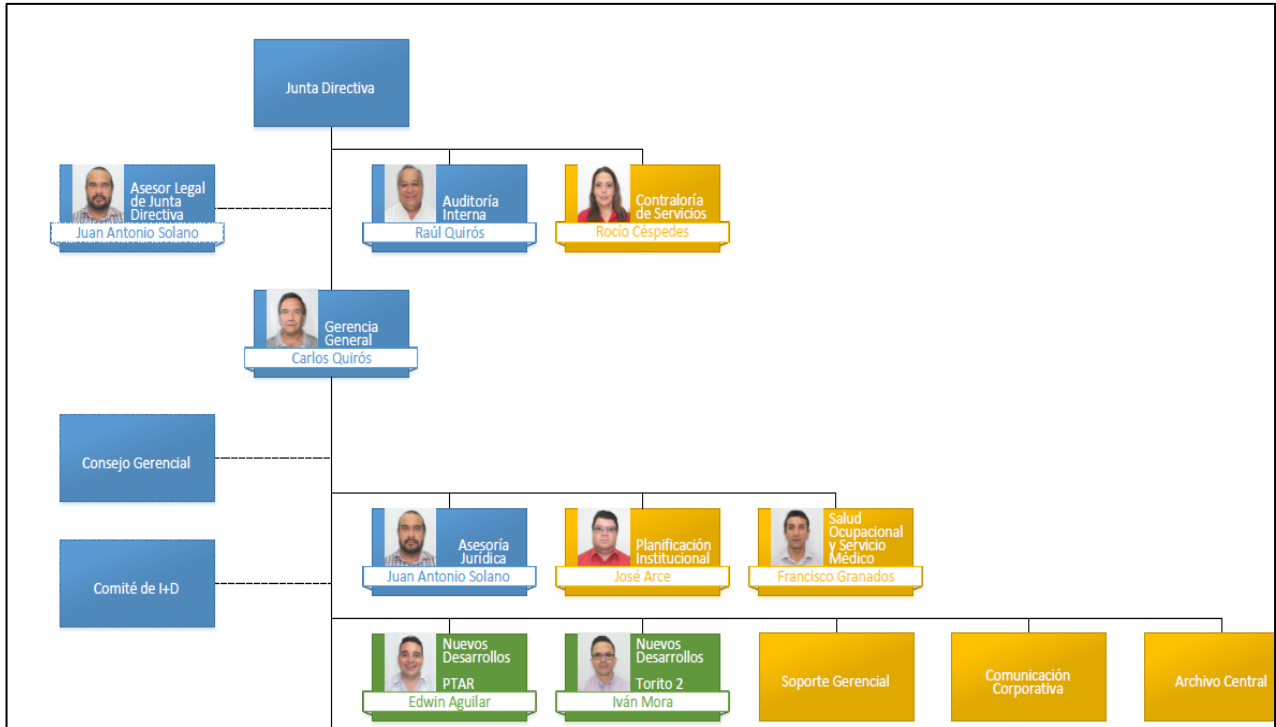 Junta Directiva
Asesor Legal
de Junta
Directiva
Juan Antonio Solano
Auditoría
Interna
Raúl Quirós
Contraloría
de Servicios
Rocío Céspedes
Gerencia
General
Carlos Quirós
Consejo Gerencial
Asesoría
Jurídica
Juan Antonio Solano
Planificación
Institucional
José Arce
Salud
Ocupacional
y Servicio
Médico
Francisco Granados
Comité de I+D
Nuevos
Desarrollos
PTAR
Edwin Aguilar
Nuevos
Desarrollos
Torito 2
Iván Mora
Soporte Gerencial
Comunicación
Corporativa
Archivo Central